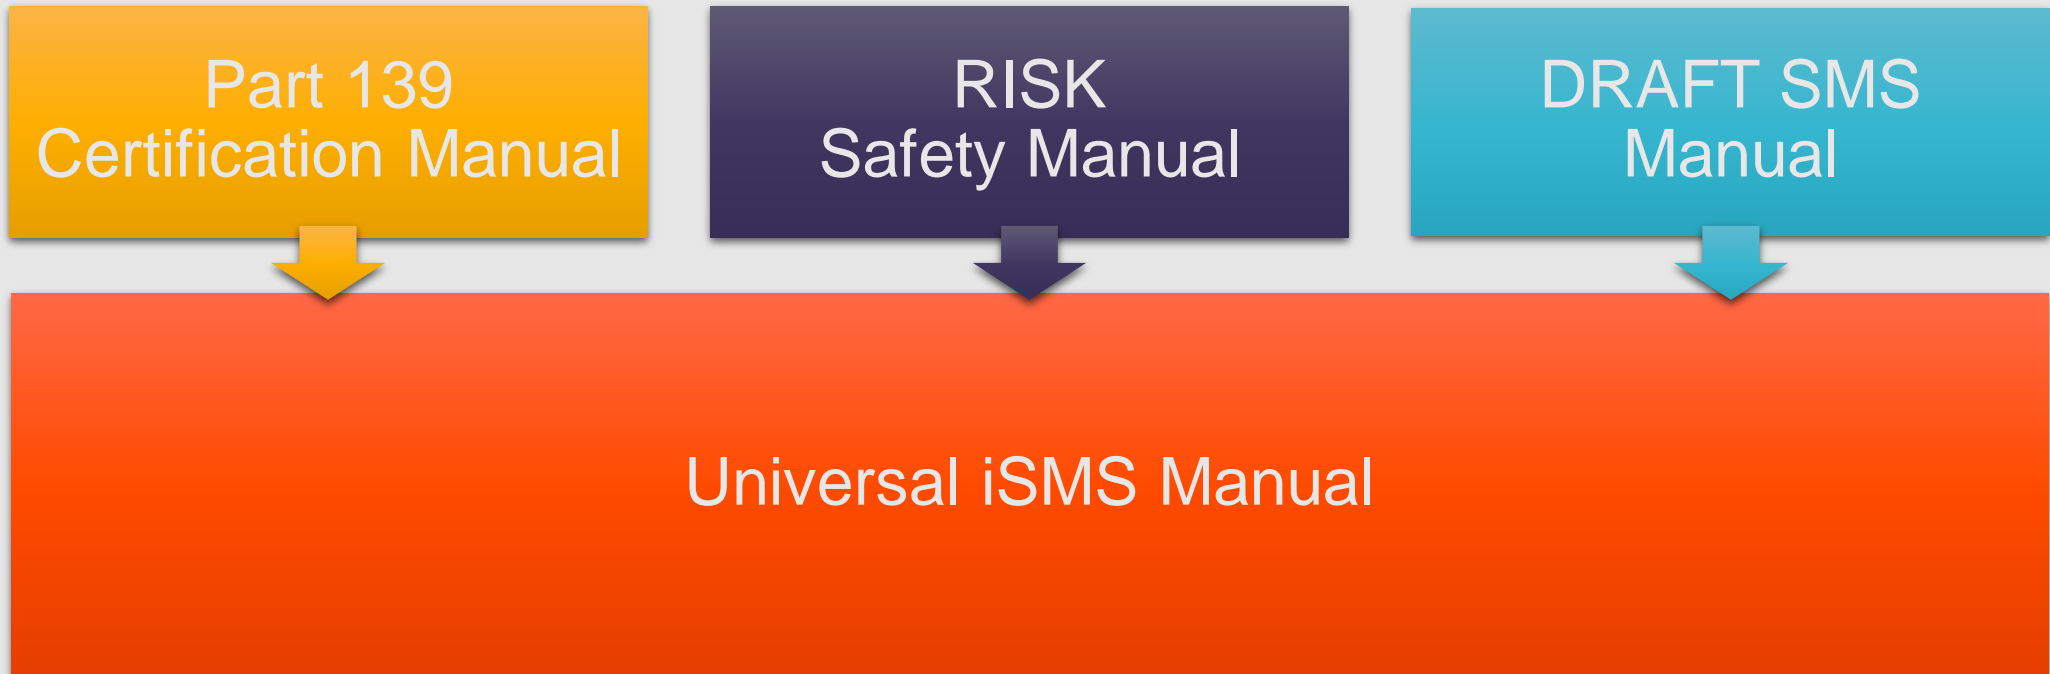 Part 139
Certification Manual
RISK
Safety Manual
DRAFT SMS
Manual
Universal iSMS Manual